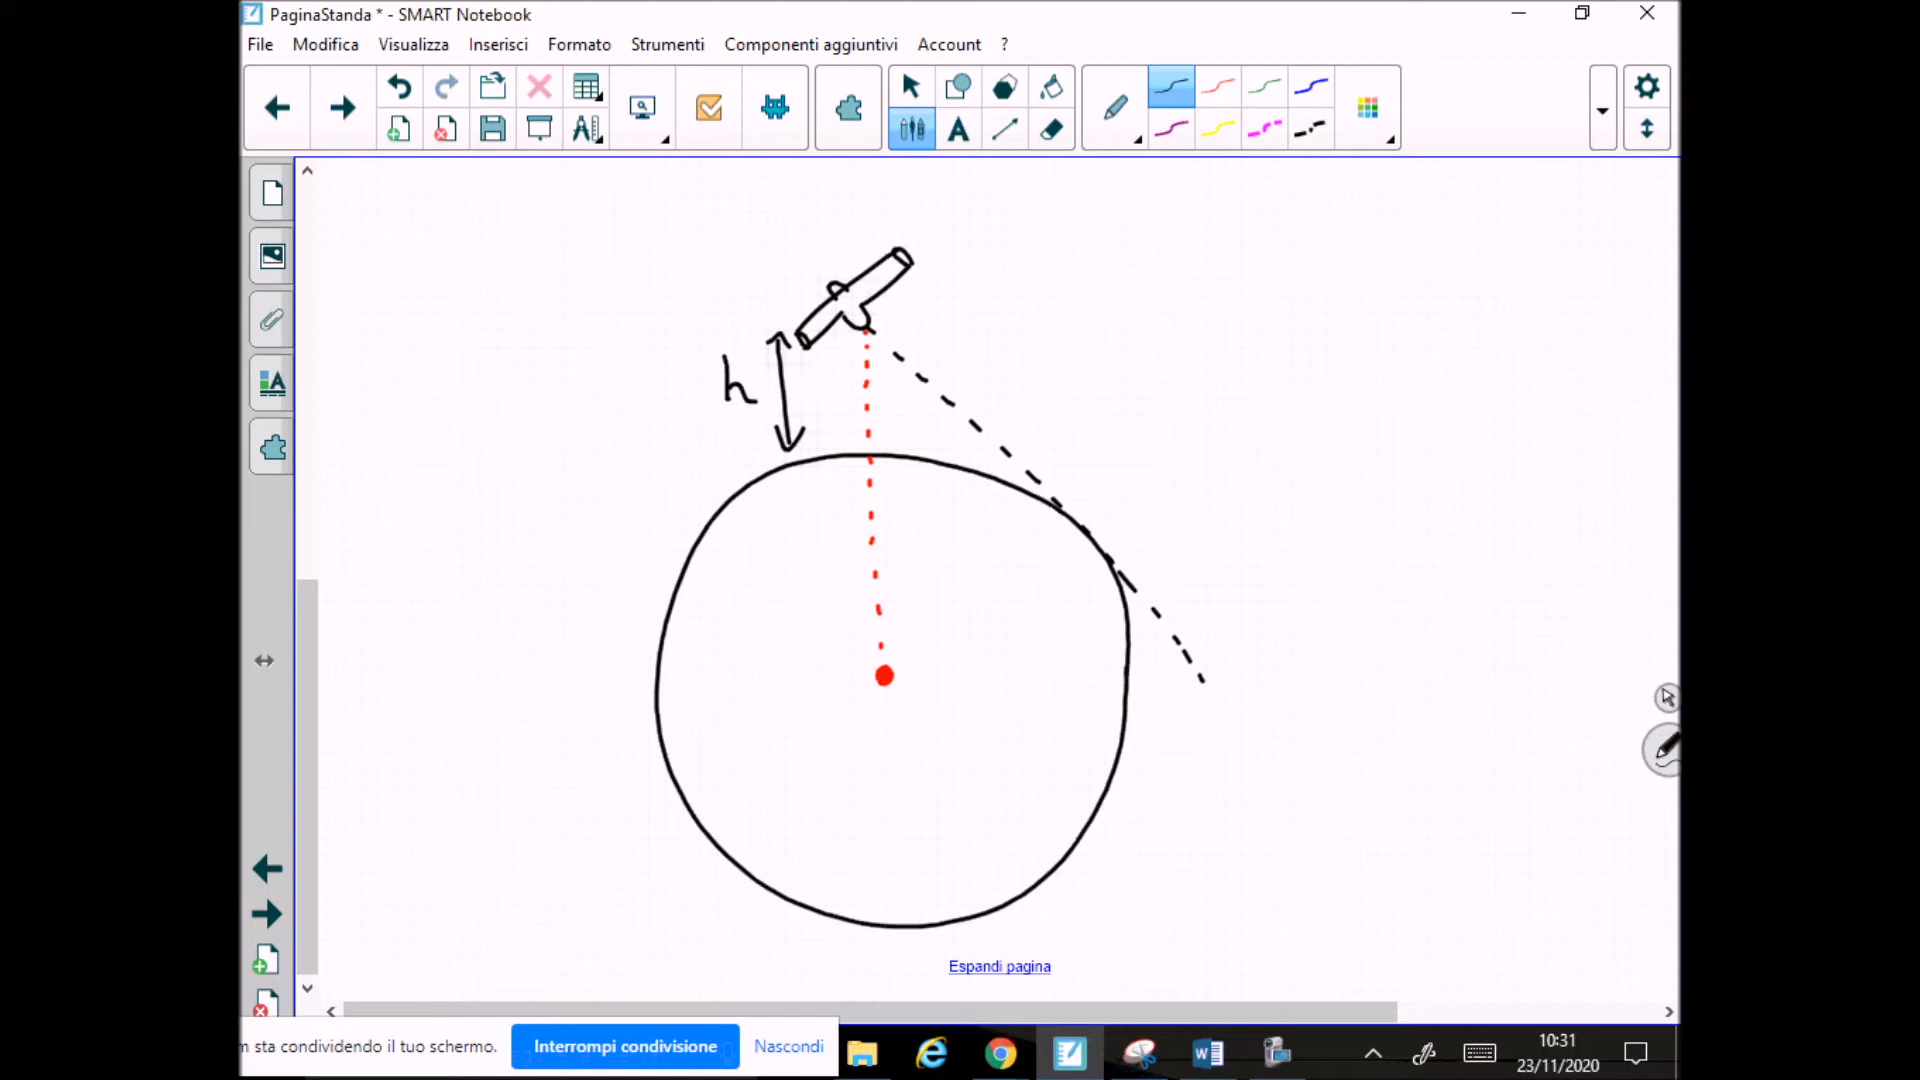 PaginaStanda * - SMART Notebook
File Modifica Visualizza Inserisci Formato Strumenti Componenti aggiuntivi Account ?
h
Espandi pagina
sta condividendo il tuo schermo. Interrompi condivisione Nascondi
10:31
23/11/2020